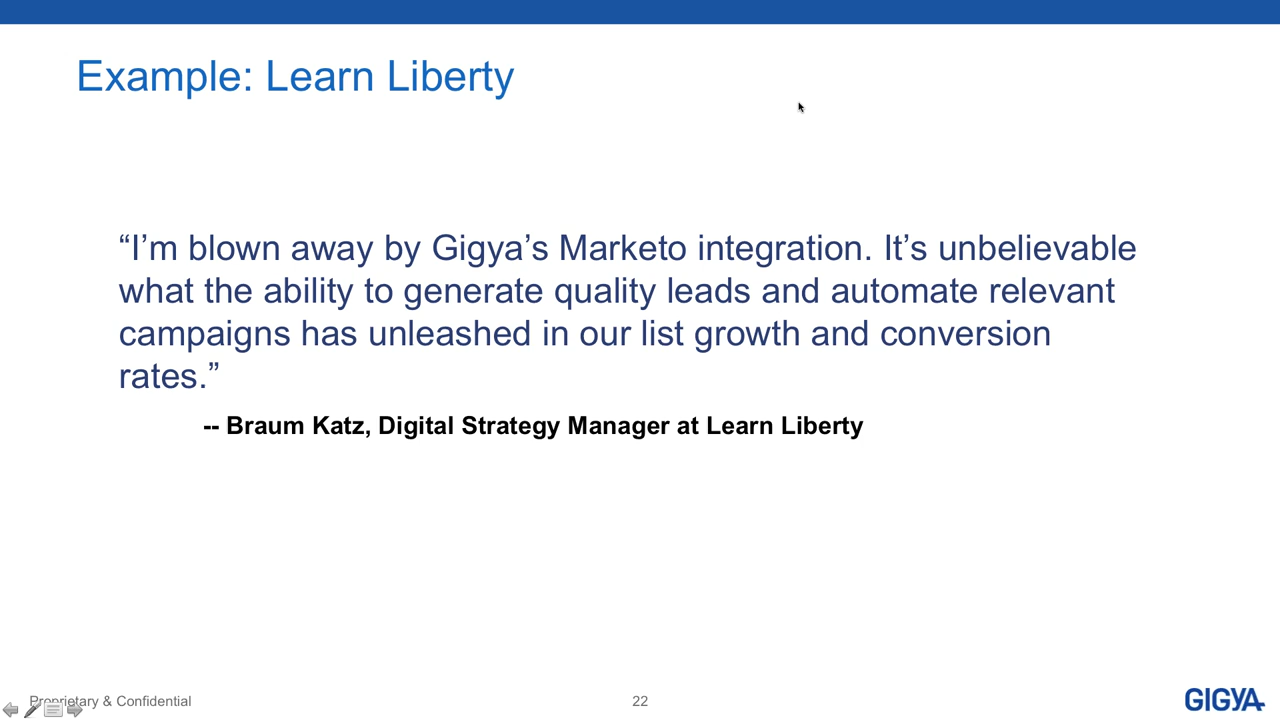 Example: Learn Liberty
“I’m blown away by Gigya’s Marketo integration. It’s unbelievable
what the ability to generate quality leads and automate relevant
campaigns has unleashed in our list growth and conversion
rates.”
-- Braum Katz, Digital Strategy Manager at Learn Liberty
Proprietary & Confidential
22
GIGYA